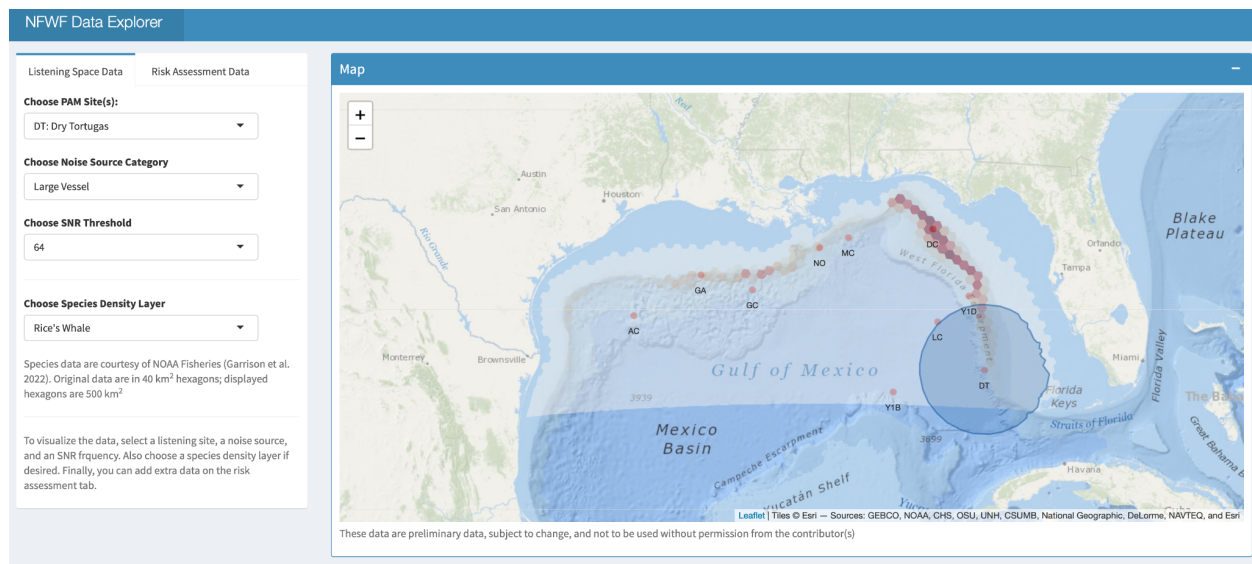 NFWF Data Explorer
Listening Space Data
Risk Assessment Data
Choose PAM Site(s):
DT: Dry Tortugas
Choose Noise Source Category
Large Vessel
Choose SNR Threshold
64
Choose Species Density Layer
Rice's Whale
Species data are courtesy of NOAA Fisheries (Garrison et al.
2022). Original data are in 40 km2 hexagons; displayed
hexagons are 500 km2
To visualize the data, select a listening site, a noise source,
and an SNR frquency. Also choose a species density layer if
desired. Finally, you can add extra data on the risk
assessment tab.
Map
−
+
−
Red
Austin
Houston
San Antonio
Rio Grande
Blake
Plateau
Orlando
Tampa
DC
MC
NO
West Florida
Escarpment
GA
GC
AC
Y1D
LC
Monterrey
Brownsville
Miami
Florida Valley
Gulf of Mexico
DT
Florida
Keys
The Ba
3939
Y1B
Straits of Florida
Great Bahama B
Mexico
Basin
3699
Campeche Escarpment
Havana
Yucatán Shelf
Leaflet | Tiles © Esri — Sources: GEBCO, NOAA, CHS, OSU, UNH, CSUMB, National Geographic, DeLorme, NAVTEQ, and Esri
These data are preliminary data, subject to change, and not to be used without permission from the contributor(s)